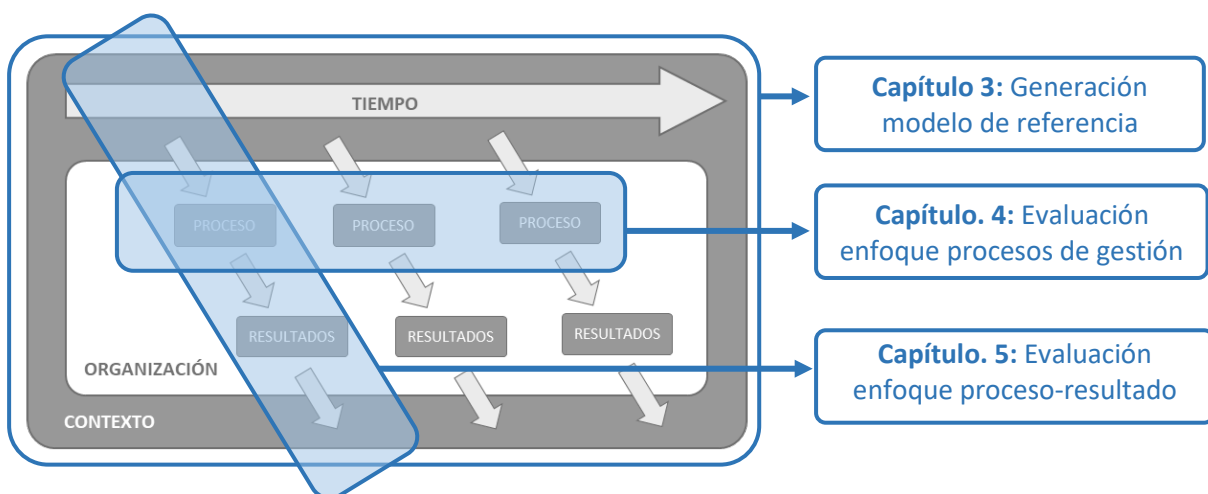 TIEMPO
PROCESO
PROCESO
PROCESO
RESULTADOS
RESULTADOS
RESULTADOS
ORGANIZACIÓN
CONTEXTO
Capítulo 3: Generación
modelo de referencia
Capítulo. 4: Evaluación
enfoque procesos de gestión
Capítulo. 5: Evaluación
enfoque proceso-resultado